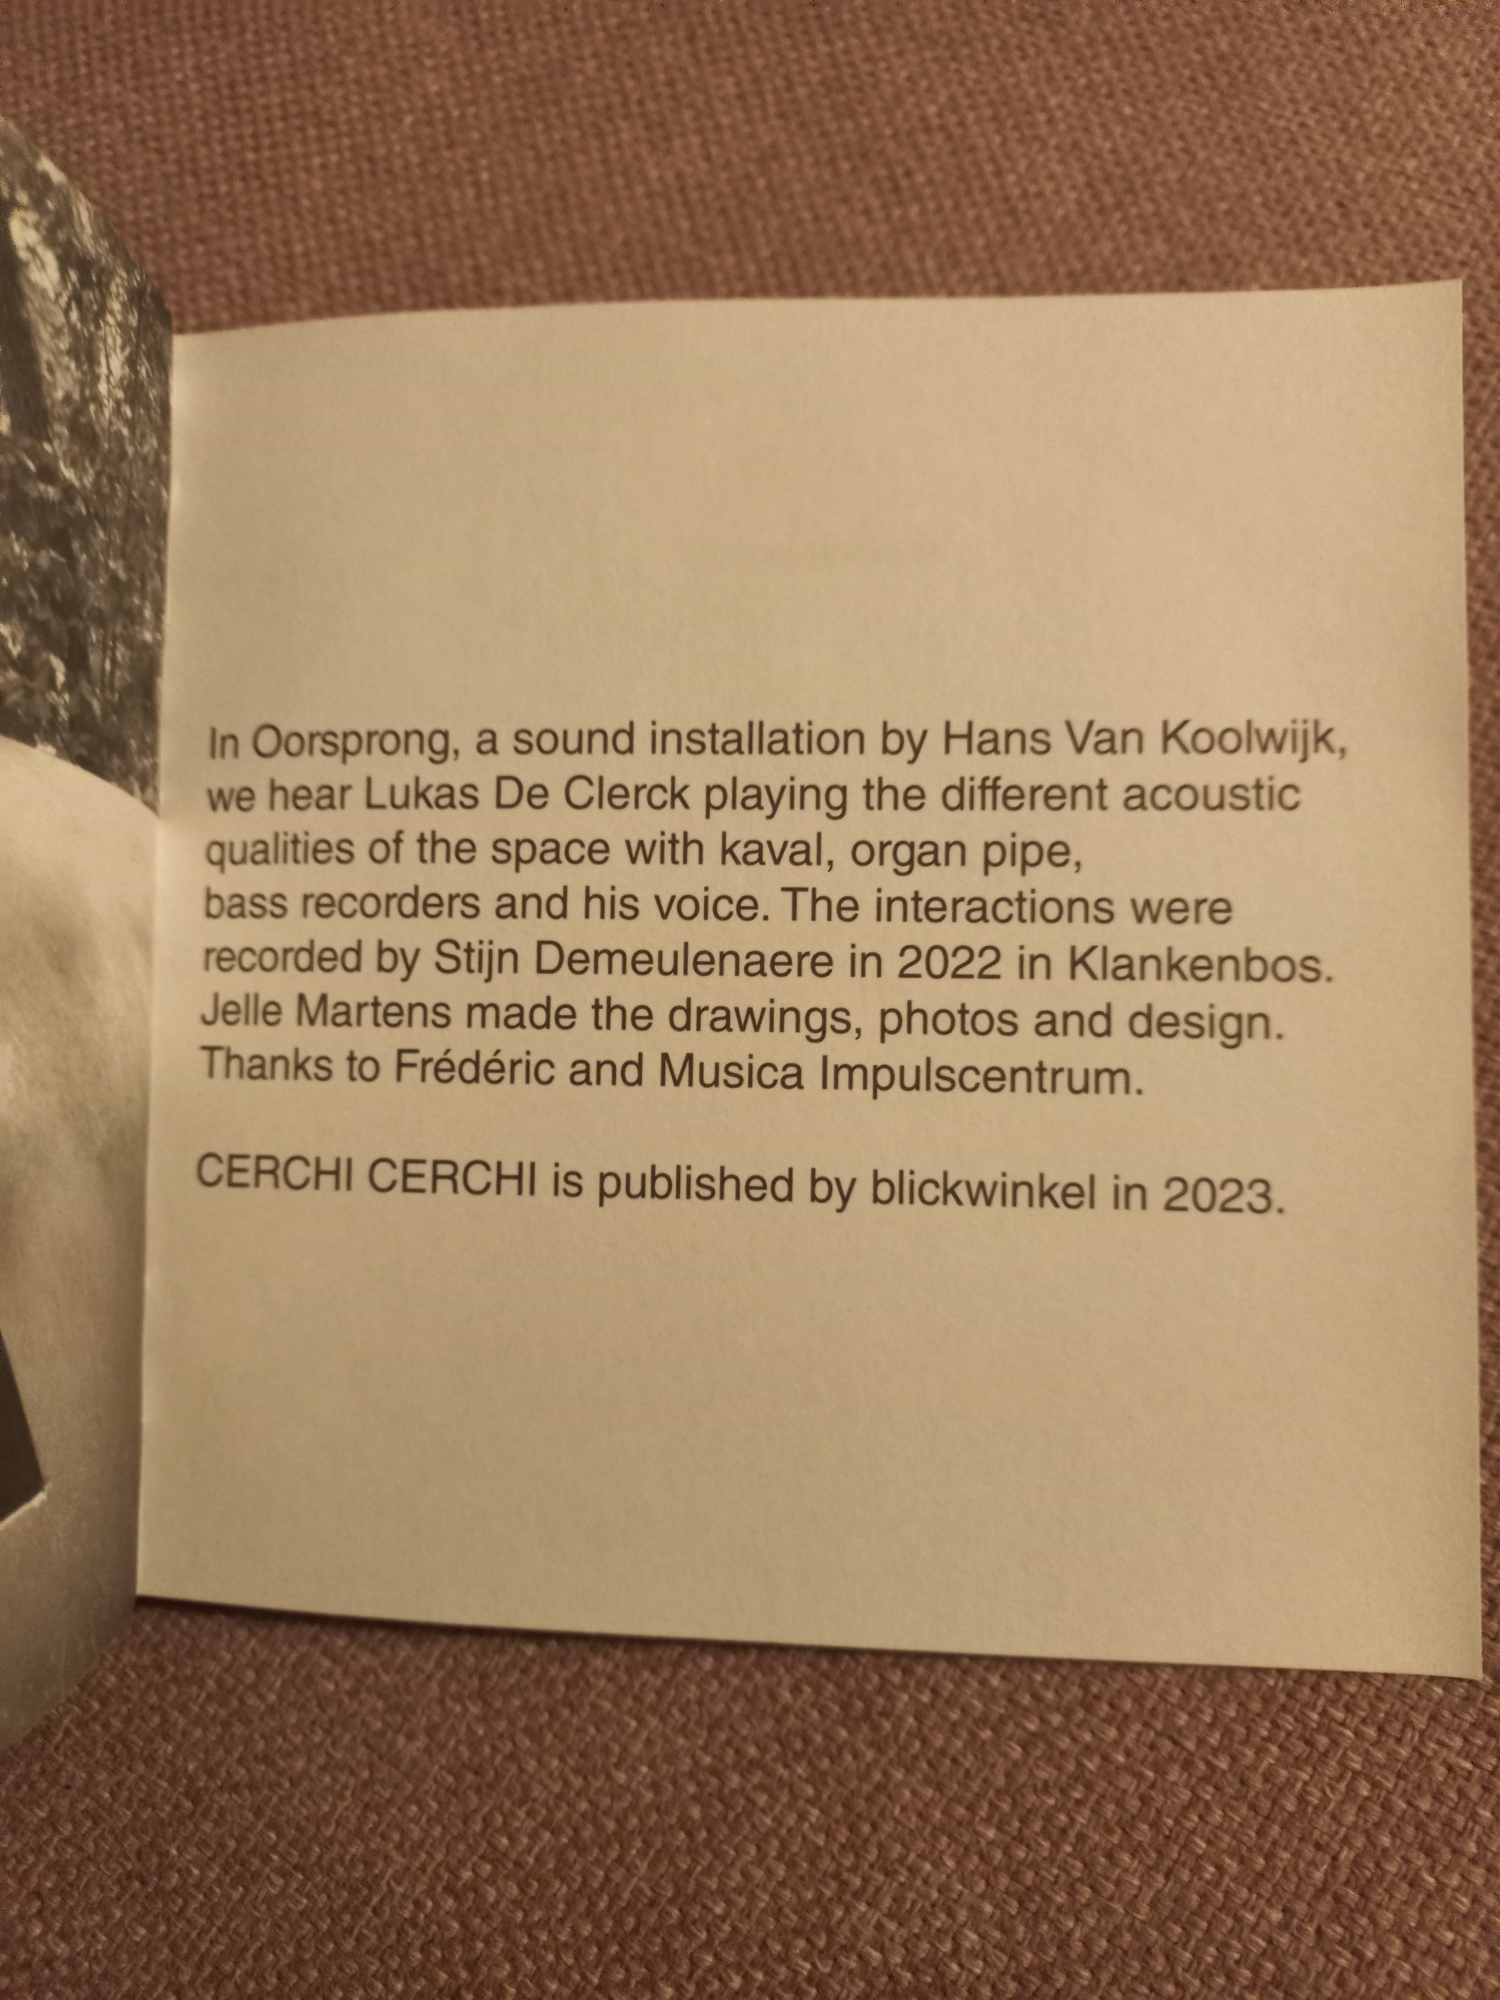 In Oorsprong, a sound installation by Hans Van Koolwijk,
we hear Lukas De Clerck playing the different acoustic
qualities of the space with kaval, organ pipe,
bass recorders and his voice. The interactions were
recorded by Stijn Demeulenaere in 2022 in Klankenbos.
Jelle Martens made the drawings, photos and design.
Thanks to Frédéric and Musica Impulscentrum.
CERCHI CERCHI is published by blickwinkel in 2023.